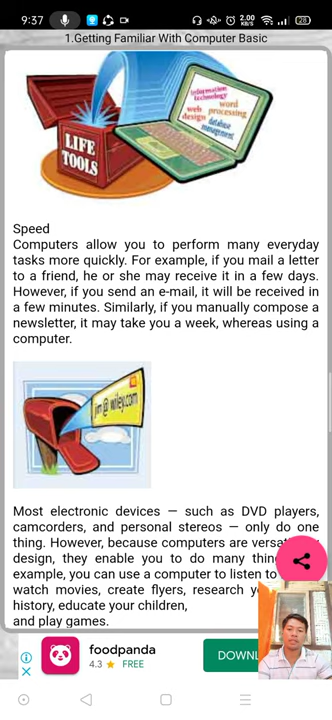 9:37
2.00
KB/S
28
1.Getting Familiar With Computer Basic
information
technology
word
web processing
design database
management
LIFE
TOOLS
Speed
Computers allow you to perform many everyday
tasks more quickly. For example, if you mail a letter
to a friend, he or she may receive it in a few days.
However, if you send an e-mail, it will be received in
a few minutes. Similarly, if you manually compose a
newsletter, it may take you a week, whereas using a
computer.
jim@wiley.com
Most electronic devices — such as DVD players,
camcorders, and personal stereos — only do one
thing. However, because computers are
design, they enable you to do many
example, you can use a computer to listen to
watch movies, create flyers, research
history, educate your children,
and play games.
foodpanda
4.3 ★ FREE
DOWNL